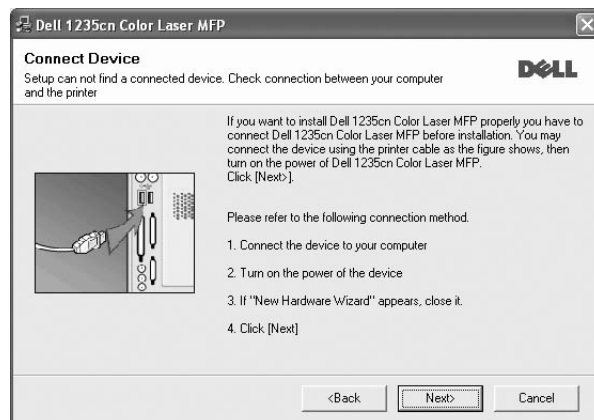 Dell 1235cn Color Laser MFP
Connect Device
Setup can not find a connected device. Check connection between your computer
and the printer
DELL
If you want to install Dell 1235cn Color Laser MFP properly you have to
connect Dell 1235cn Color Laser MFP before installation. You may
connect the device using the printer cable as the figure shows, then
turn on the power of Dell 1235cn Color Laser MFP.
Click [Next>].
Please refer to the following connection method.
1. Connect the device to your computer
2. Turn on the power of the device
3. If "New Hardware Wizard" appears, close it.
4. Click [Next]
<Back
Next>
Cancel